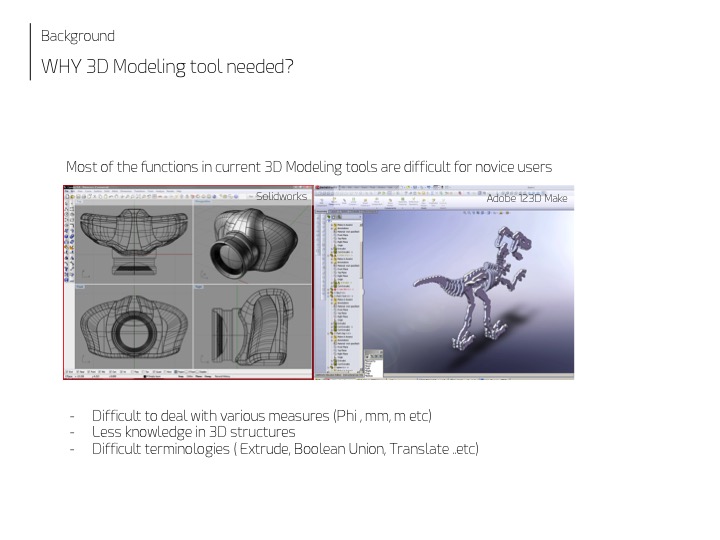 Background
WHY 3D Modeling tool needed?
Most of the functions in current 3D Modeling tools are difficult for novice users
Solidworks
Adobe 123D Make
- Difficult to deal with various measures (Phi , mm, m etc)
- Less knowledge in 3D structures
- Difficult terminologies ( Extrude, Boolean Union, Translate ..etc)